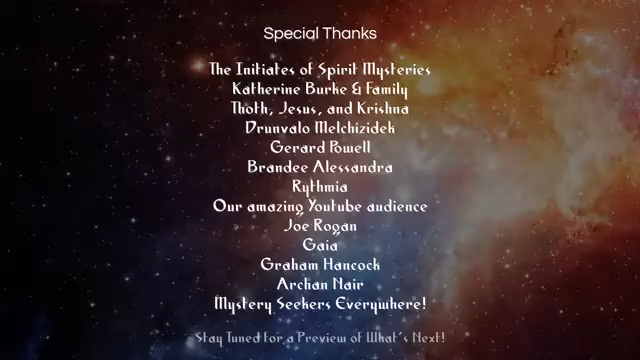 Special Thanks
The Initiates of Spirit Mysteries
Katherine Burke & Family
Thoth, Jesus, and Krishna
Drunvalo Melchizidek
Gerard Powell
Brandee Alessandra
Rythmia
Our amazing Youtube audience
Joe Rogan
Gaia
Graham Hancock
Archan Nair
Mystery Seekers Everywhere!
Stay Tuned for a Preview of What's Next!